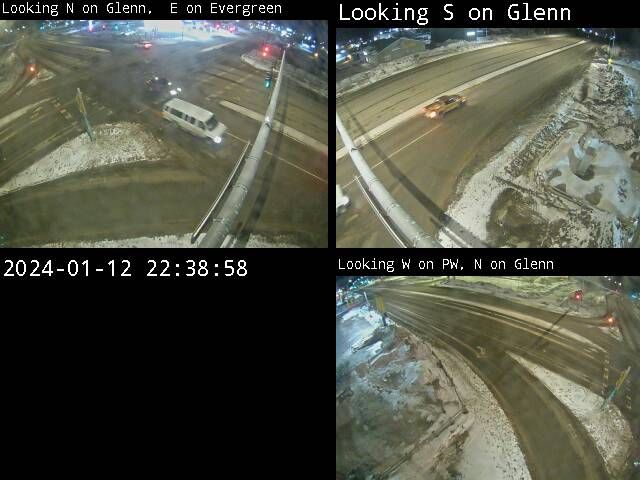 Looking N on Glenn, E on Evergreen
Looking S on Glenn
2024-01-12 22:38:58
Looking W on PW, N on Glenn